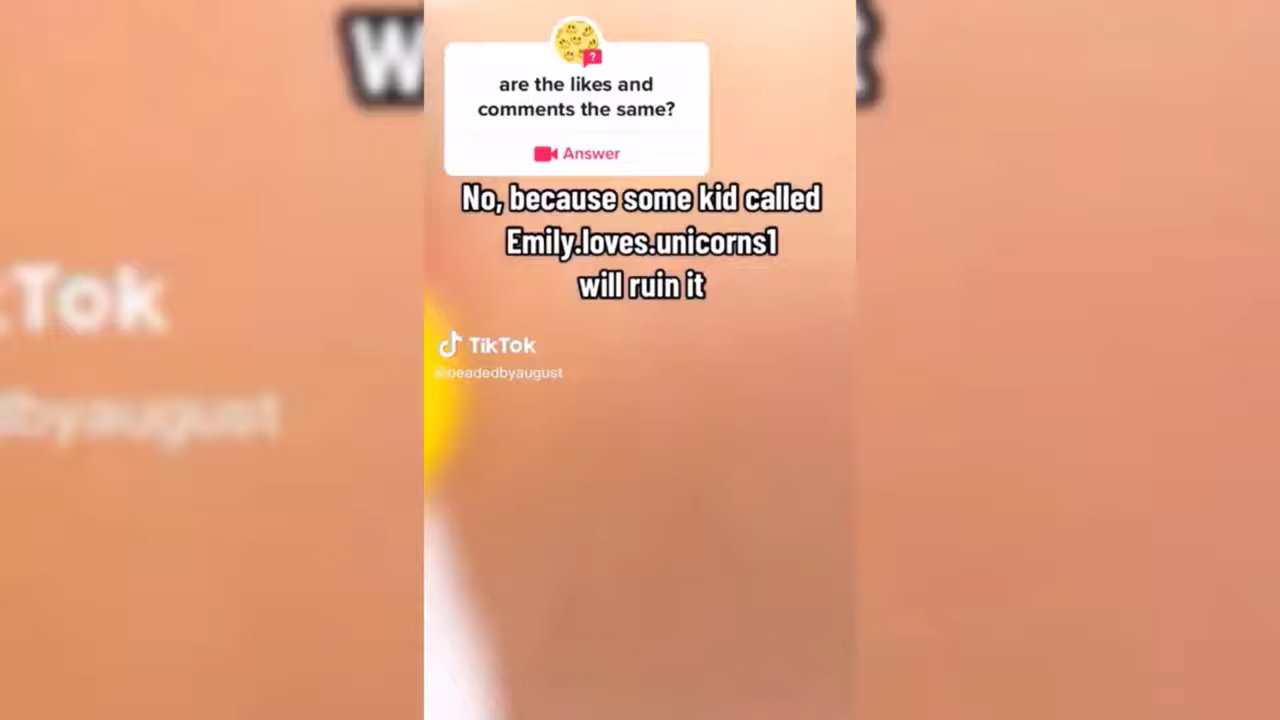 are the likes and
comments the same?
Answer
No, because some kid called
Emily.loves.unicorns1
will ruin it
TikTok
@beadedbyaugust